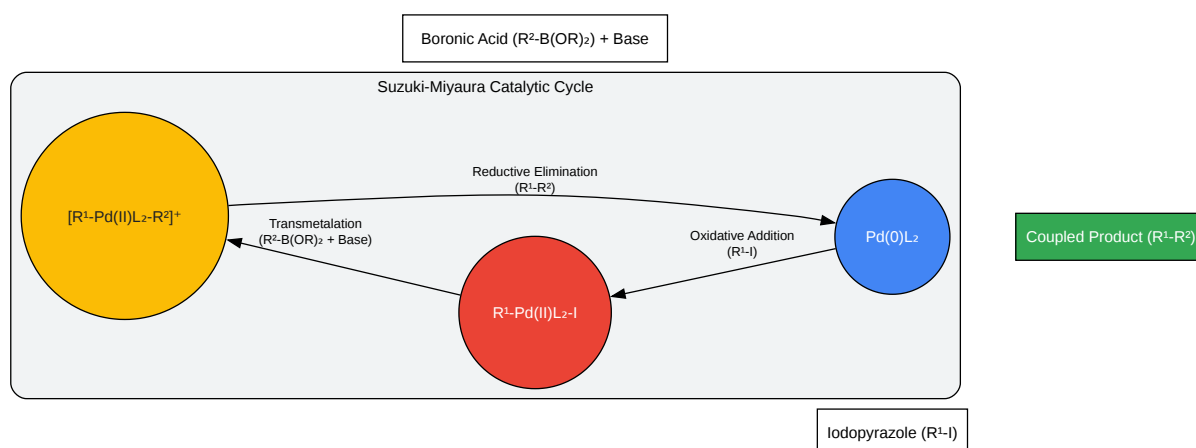 Boronic Acid (R²-B(OR)₂) + Base
Suzuki-Miyaura Catalytic Cycle
Reductive Elimination
(R¹-R²)
[R¹-Pd(II)L₂-R²]⁺
Transmetalation
(R²-B(OR)₂ + Base)
Oxidative Addition
(R¹-I)
Pd(0)L₂
Coupled Product (R¹-R²)
R¹-Pd(II)L₂-I
Iodopyrazole (R¹-I)